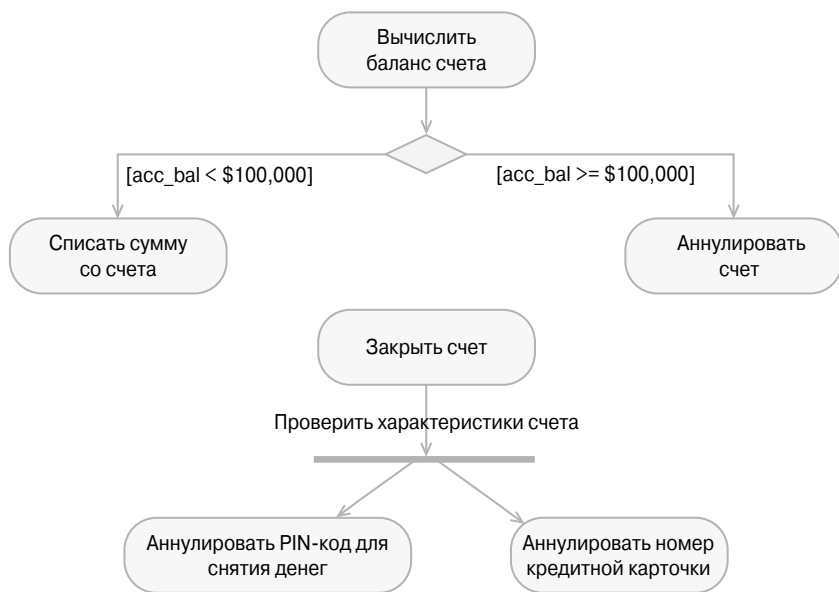 Вычислить
баланс счета
[acc_bal < $100,000]
[acc_bal >= $100,000]
Списать сумму
со счета
Аннулировать
счет
Закрыть счет
Проверить характеристики счета
Аннулировать PIN-код для
снятия денег
Аннулировать номер
кредитной карточки